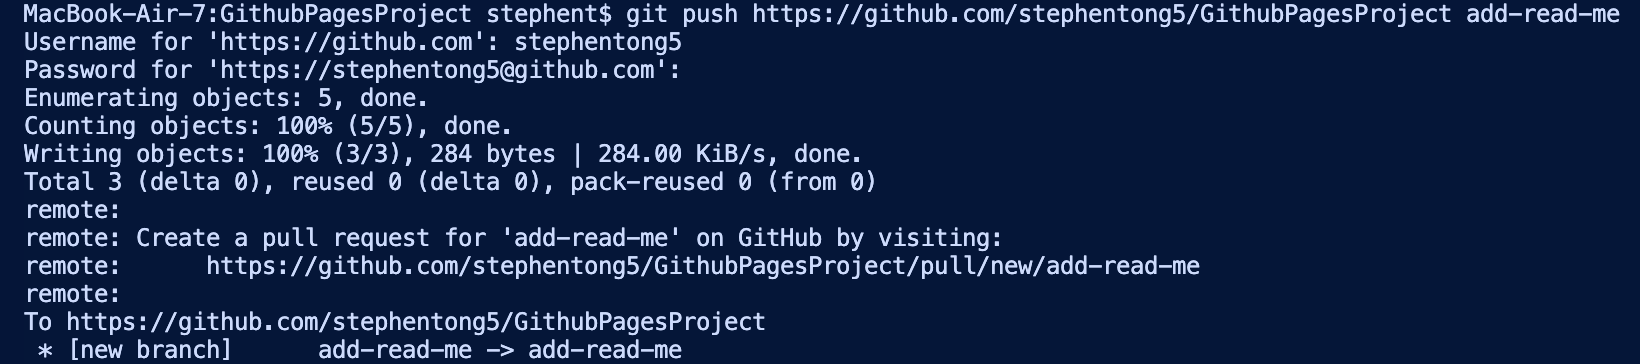 MacBook-Air-7:GithubPagesProject stephent$ git push https://github.com/stephentong5/GithubPagesProject add-read-me
Username for 'https://github.com': stephentong5
Password for 'https://stephentong5@github.com':
Enumerating objects: 5, done.
Counting objects: 100% (5/5), done.
Writing objects: 100% (3/3), 284 bytes | 284.00 KiB/s, done.
Total 3 (delta 0), reused 0 (delta 0), pack-reused 0 (from 0)
remote:
remote: Create a pull request for 'add-read-me' on GitHub by visiting:
remote:      https://github.com/stephentong5/GithubPagesProject/pull/new/add-read-me
remote:
To https://github.com/stephentong5/GithubPagesProject
 * [new branch]      add-read-me -> add-read-me